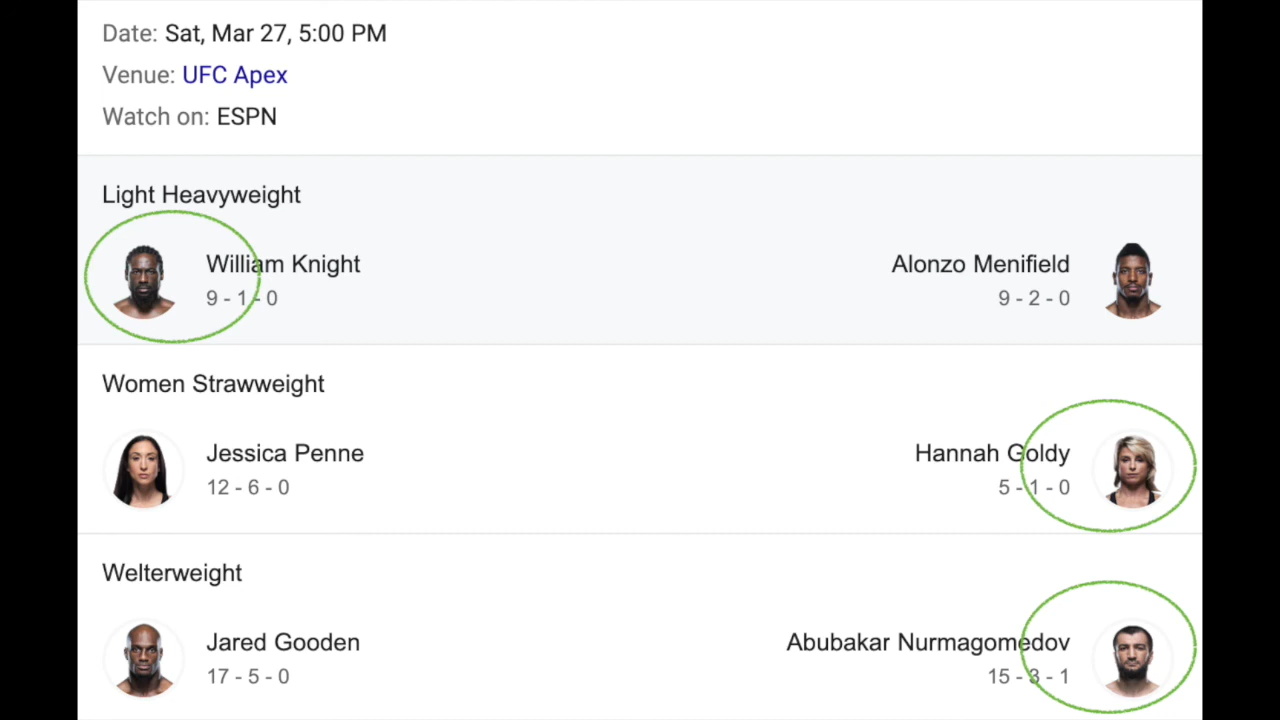 Date: Sat, Mar 27, 5:00 PM
Venue: UFC Apex
Watch on: ESPN
Light Heavyweight
William Knight
Alonzo Menifield
9 - 1 - 0
9 - 2 - 0
Women Strawweight
Jessica Penne
Hannah Goldy
12 - 6 - 0
5 - 1 - 0
Welterweight
Jared Gooden
Abubakar Nurmagomedov
17 - 5 - 0
15 - 3 - 1